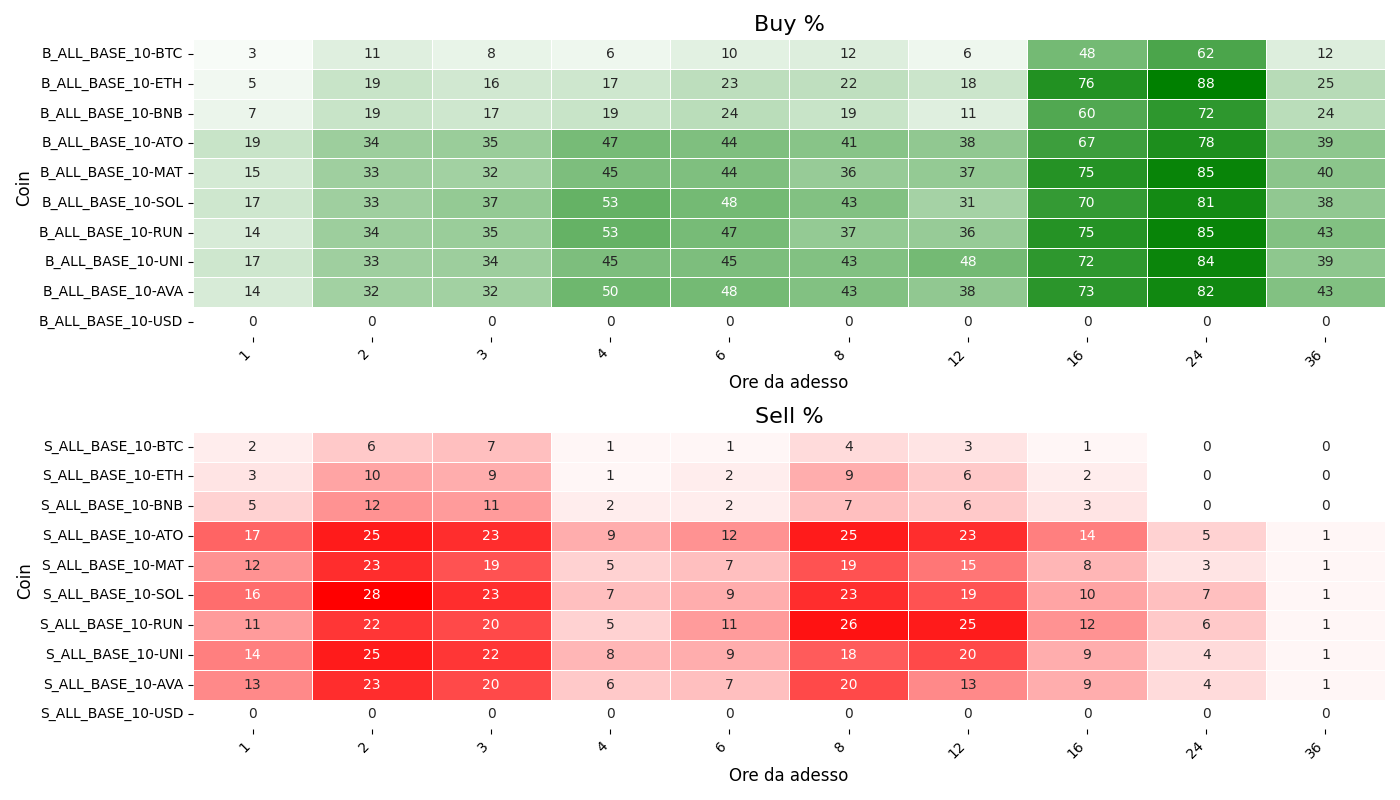 Buy %
Coin
B_ALL_BASE_10-BTC 3 11 8 6 10 12 6 48 62 12
B_ALL_BASE_10-ETH 5 19 16 17 23 22 18 76 88 25
B_ALL_BASE_10-BNB 7 19 17 19 24 19 11 60 72 24
B_ALL_BASE_10-ATO 19 34 35 47 44 41 38 67 78 39
B_ALL_BASE_10-MAT 15 33 32 45 44 36 37 75 85 40
B_ALL_BASE_10-SOL 17 33 37 53 48 43 31 70 81 38
B_ALL_BASE_10-RUN 14 34 35 53 47 37 36 75 85 43
B_ALL_BASE_10-UNI 17 33 34 45 45 43 48 72 84 39
B_ALL_BASE_10-AVA 14 32 32 50 48 43 38 73 82 43
B_ALL_BASE_10-USD 0 0 0 0 0 0 0 0 0 0
1 2 3 4 6 8 12 16 24 36
Ore da adesso
Sell %
Coin
S_ALL_BASE_10-BTC 2 6 7 1 1 4 3 1 0 0
S_ALL_BASE_10-ETH 3 10 9 1 2 9 6 2 0 0
S_ALL_BASE_10-BNB 5 12 11 2 2 7 6 3 0 0
S_ALL_BASE_10-ATO 17 25 23 9 12 25 23 14 5 1
S_ALL_BASE_10-MAT 12 23 19 5 7 19 15 8 3 1
S_ALL_BASE_10-SOL 16 28 23 7 9 23 19 10 7 1
S_ALL_BASE_10-RUN 11 22 20 5 11 26 25 12 6 1
S_ALL_BASE_10-UNI 14 25 22 8 9 18 20 9 4 1
S_ALL_BASE_10-AVA 13 23 20 6 7 20 13 9 4 1
S_ALL_BASE_10-USD 0 0 0 0 0 0 0 0 0 0
1 2 3 4 6 8 12 16 24 36
Ore da adesso